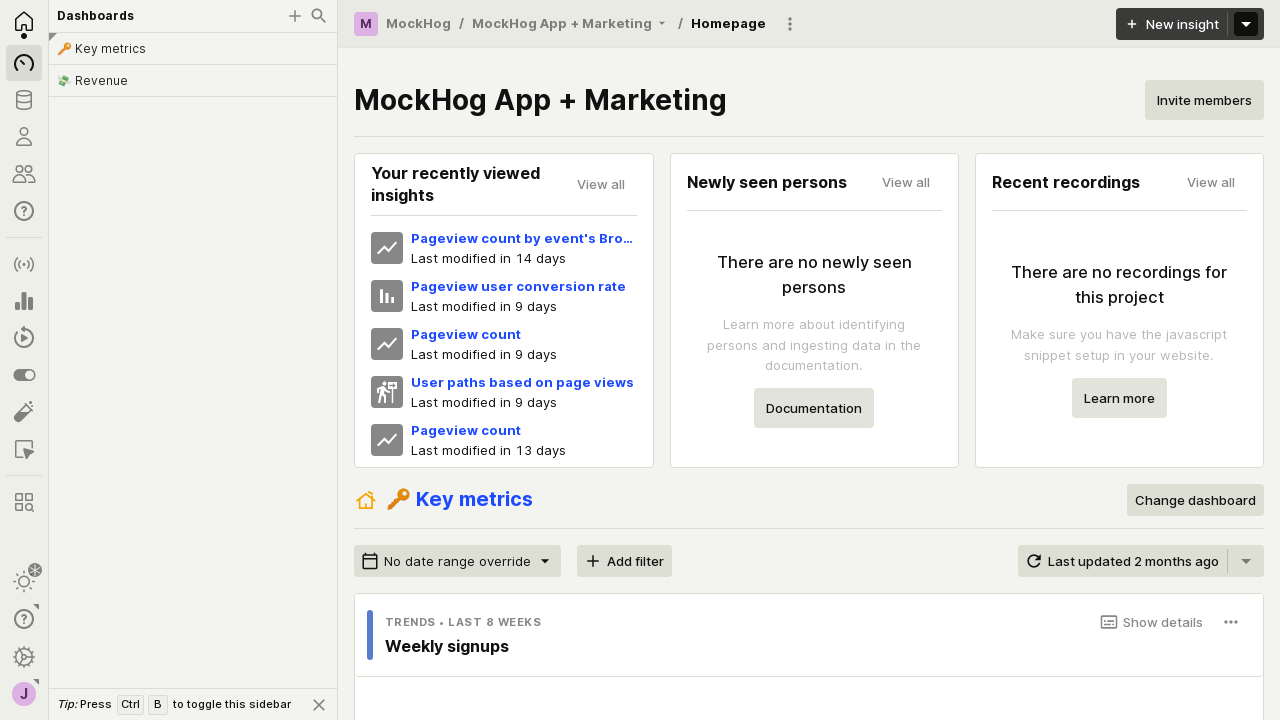 Dashboards
🔑 Key metrics
💸 Revenue
Tip: Press Ctrl B to toggle this sidebar
J
M MockHog / MockHog App + Marketing / Homepage
New insight
MockHog App + Marketing
Invite members
Your recently viewed insights
View all
Pageview count by event's Bro...
Last modified in 14 days
Pageview user conversion rate
Last modified in 9 days
Pageview count
Last modified in 9 days
User paths based on page views
Last modified in 9 days
Pageview count
Last modified in 13 days
Newly seen persons
View all
There are no newly seen
persons
Learn more about identifying
persons and ingesting data in the
documentation.
Documentation
Recent recordings
View all
There are no recordings for
this project
Make sure you have the javascript
snippet setup in your website.
Learn more
🔑 Key metrics
Change dashboard
No date range override
Add filter
Last updated 2 months ago
TRENDS • LAST 8 WEEKS
Show details
Weekly signups